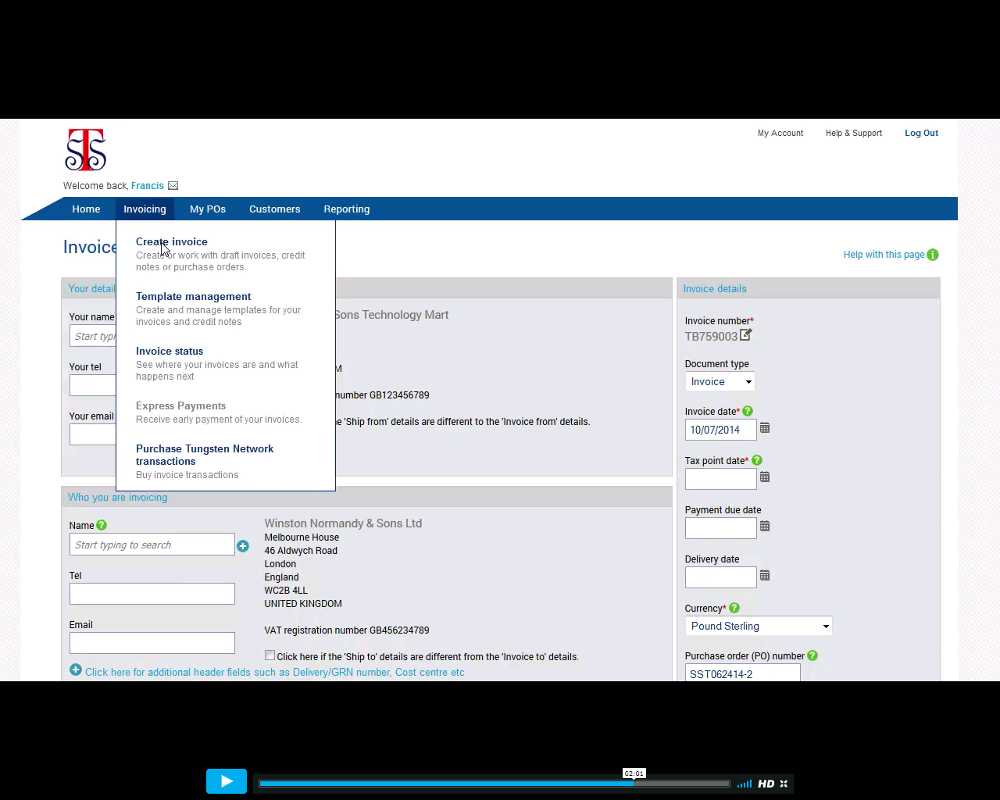 STS
My Account Help & Support Log Out
Welcome back, Francis
Home Invoicing My POs Customers Reporting
Invoice
Create invoice
Create or work with draft invoices, credit
notes or purchase orders.
Template management
Create and manage templates for your
invoices and credit notes
Invoice status
See where your invoices are and what
happens next
Express Payments
Receive early payment of your invoices.
Purchase Tungsten Network
transactions
Buy invoice transactions
Help with this page
Your detail
Your name
Start typi
Your tel
Your email
Sons Technology Mart
M
number GB123456789
e 'Ship from' details are different to the 'Invoice from' details.
Who you are invoicing
Name
Start typing to search
Tel
Email
Winston Normandy & Sons Ltd
Melbourne House
46 Aldwych Road
London
England
WC2B 4LL
UNITED KINGDOM
VAT registration number GB456234789
Click here if the 'Ship to' details are different from the 'Invoice to' details.
Click here for additional header fields such as Delivery/GRN number, Cost centre etc
Invoice details
Invoice number*
TB759003
Document type
Invoice
Invoice date*
10/07/2014
Tax point date*
Payment due date
Delivery date
Currency*
Pound Sterling
Purchase order (PO) number
SST062414-2
02:01
HD